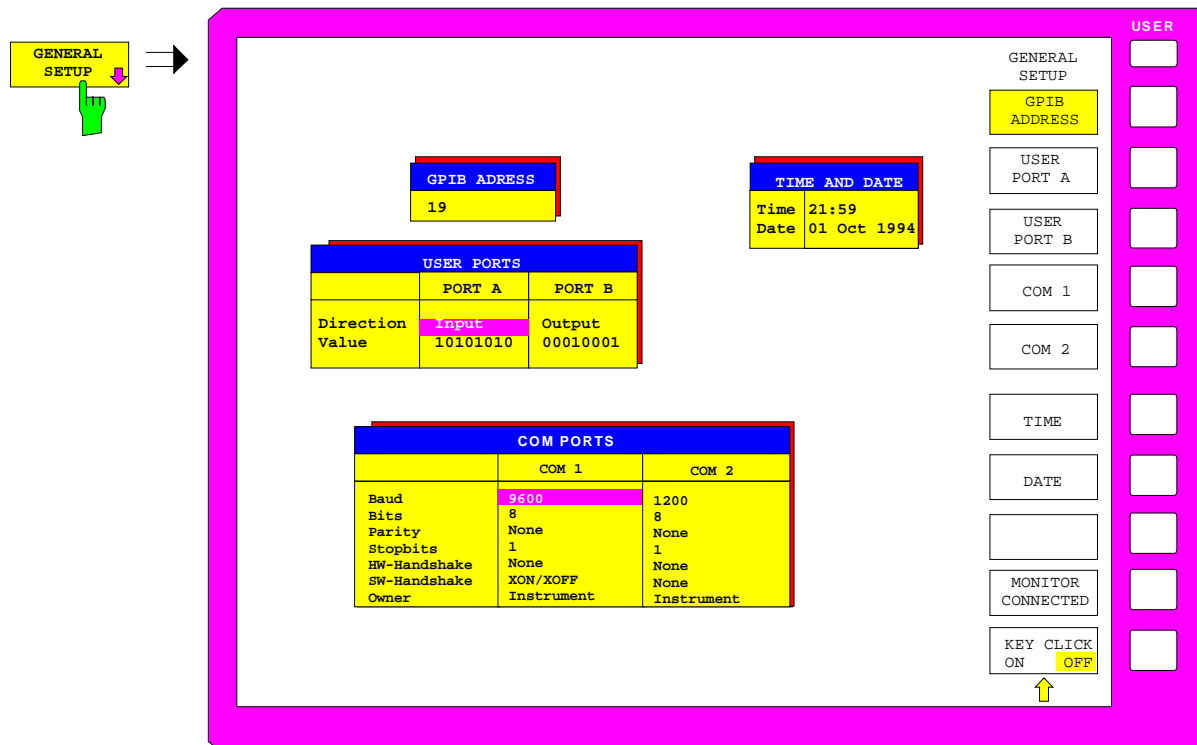 GENERAL
SETUP
USER
GENERAL
SETUP
GPIB
ADDRESS
USER
PORT A
USER
PORT B
COM 1
COM 2
TIME
DATE
MONITOR
CONNECTED
KEY CLICK
ON OFF
GPIB ADRESS
19
TIME AND DATE
Time 21:59
Date 01 Oct 1994
USER PORTS
PORT A PORT B
Direction Input Output
Value 10101010 00010001
COM PORTS
COM 1 COM 2
Baud 9600 1200
Bits 8 8
Parity None None
Stopbits 1 1
HW-Handshake None None
SW-Handshake XON/XOFF None
Owner Instrument Instrument